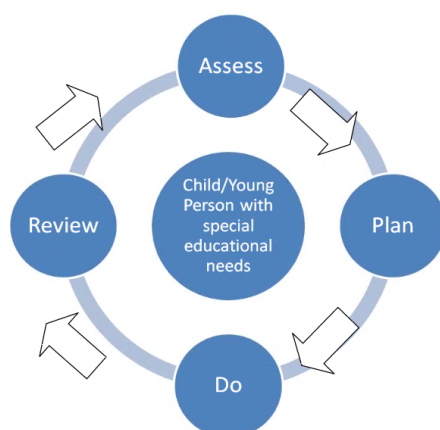 Assess
Child/Young
Person with
special
educational
needs
Review
Plan
Do